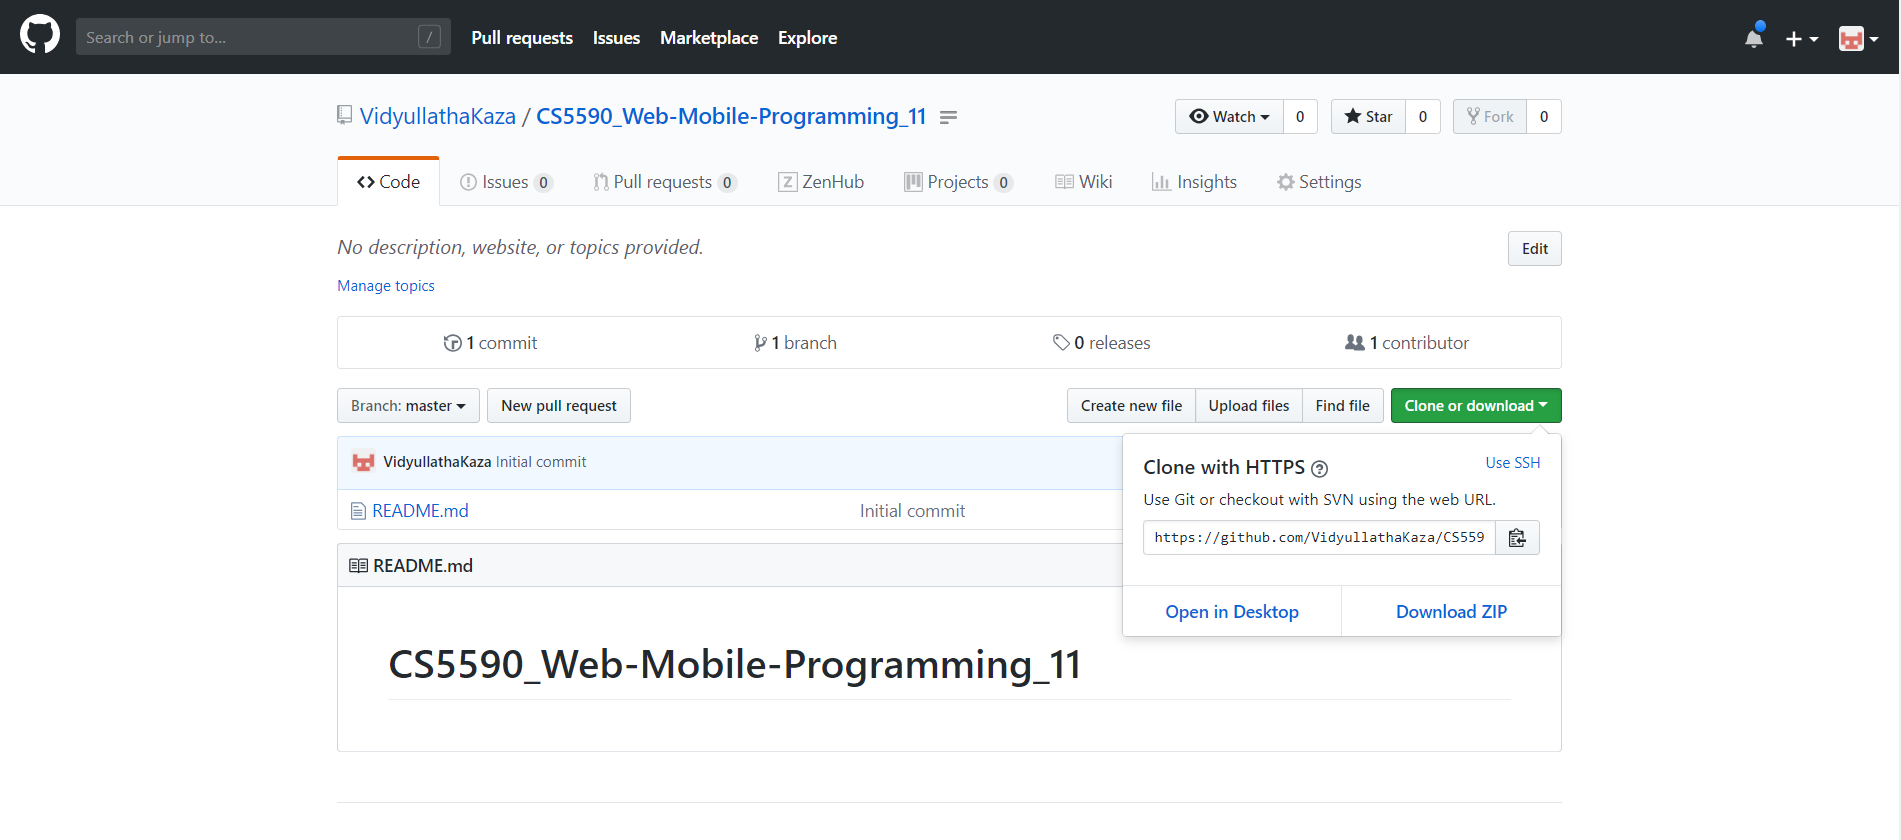 Search or jump to... / Pull requests Issues Marketplace Explore
VidyullathaKaza / CS5590_Web-Mobile-Programming_11 Watch 0 Star 0 Fork 0
Code Issues 0 Pull requests 0 ZenHub Projects 0 Wiki Insights Settings
No description, website, or topics provided. Edit
Manage topics
1 commit 1 branch 0 releases 1 contributor
Branch: master New pull request Create new file Upload files Find file Clone or download
VidyullathaKaza Initial commit
README.md Initial commit
Clone with HTTPS ? Use SSH
Use Git or checkout with SVN using the web URL.
https://github.com/VidyullathaKaza/CS559
Open in Desktop Download ZIP
README.md
CS5590_Web-Mobile-Programming_11